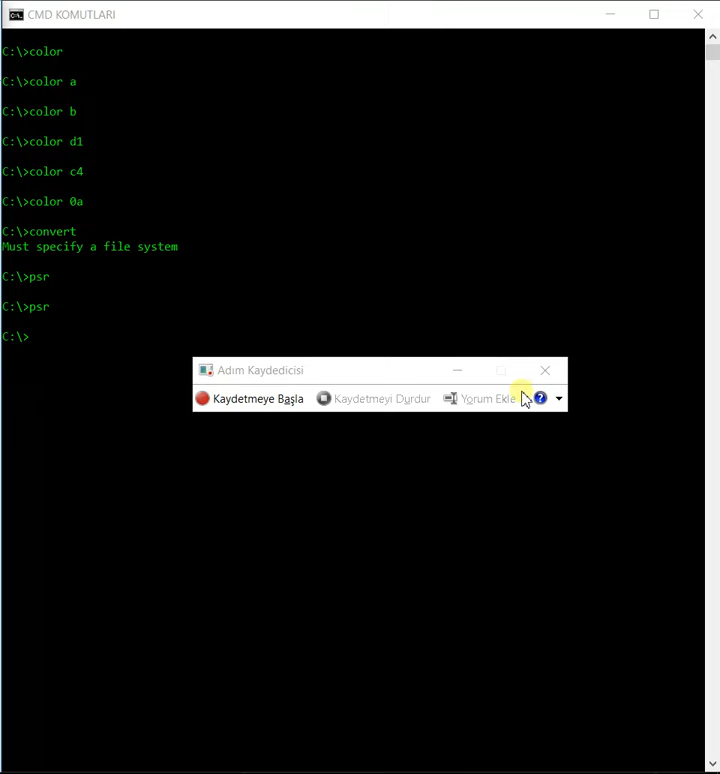 CMD KOMUTLARI
C:\>color
C:\>color a
C:\>color b
C:\>color d1
C:\>color c4
C:\>color 0a
C:\>convert
Must specify a file system
C:\>psr
C:\>psr
C:\>
Adım Kaydedicisi
Kaydetmeye Başla Kaydetmeyi Durdur Yorum Ekle